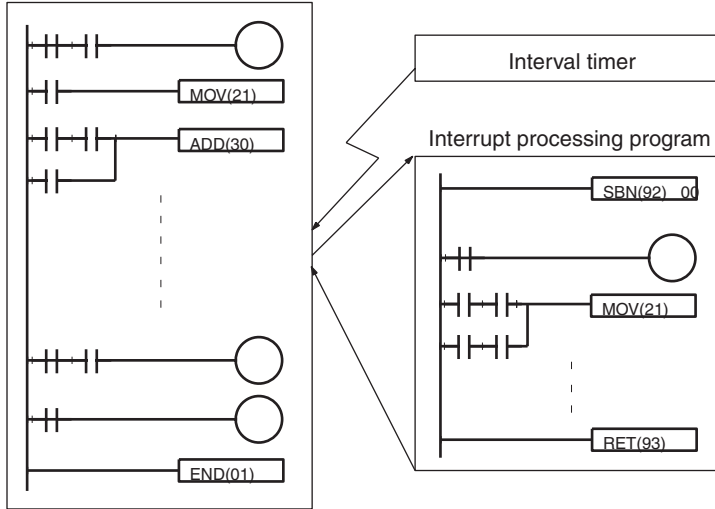 MOV(21)
ADD(30)
END(01)
Interval timer
Interrupt processing program
SBN(92) 00
MOV(21)
RET(93)